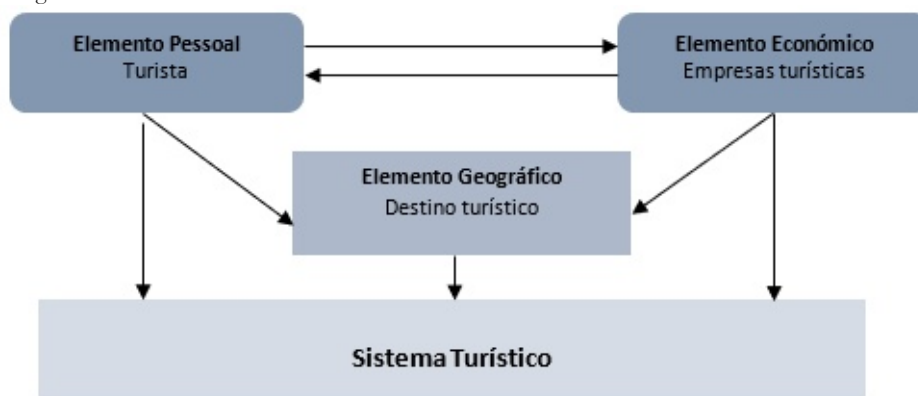 Elemento Pessoal
Turista
Elemento Económico
Empresas turísticas
Elemento Geográfico
Destino turístico
Sistema Turístico